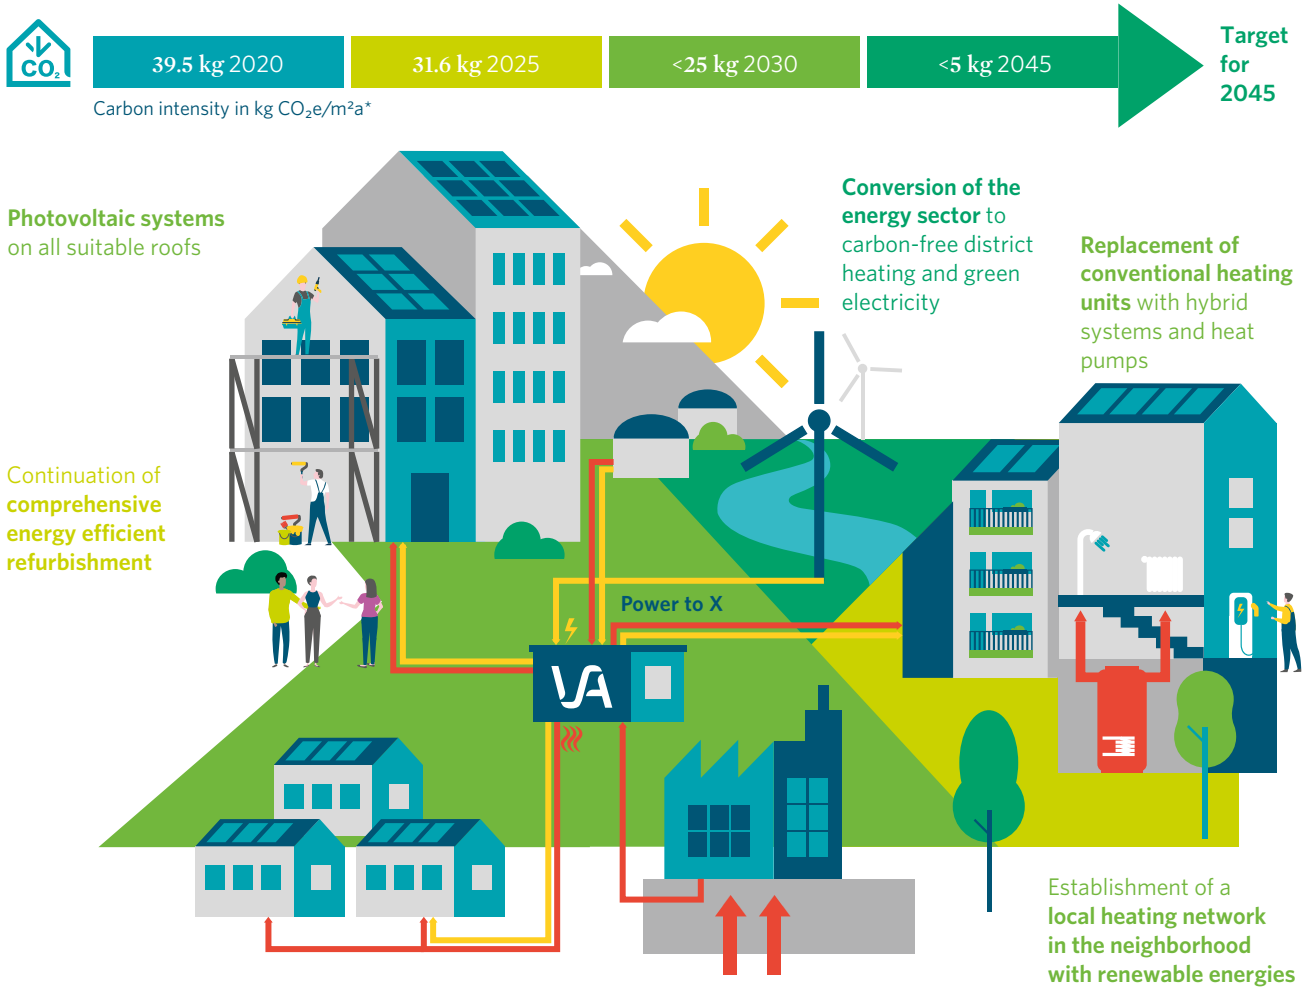 CO₂
39.5 kg 2020
31.6 kg 2025
<25 kg 2030
<5 kg 2045
Target
for
2045
Carbon intensity in kg CO₂e/m²a*
Photovoltaic systems
on all suitable roofs
Conversion of the
energy sector to
carbon-free district
heating and green
electricity
Replacement of
conventional heating
units with hybrid
systems and heat
pumps
Continuation of
comprehensive
energy efficient
refurbishment
Power to X
VA
Establishment of a
local heating network
in the neighborhood
with renewable energies